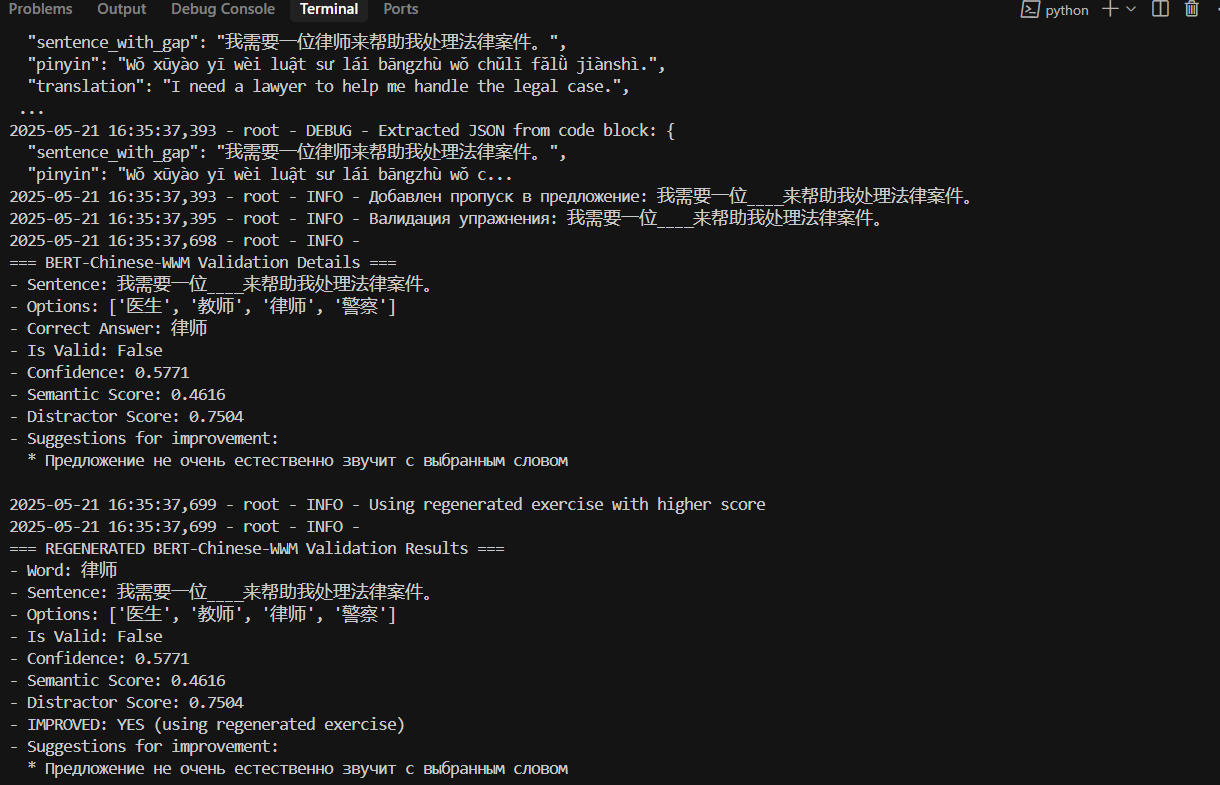 Problems Output Debug Console Terminal Ports python
"sentence_with_gap": "我需要一位律师来帮助我处理法律案件。",
"pinyin": "Wǒ xūyào yī wèi luật sư lái bāngzhù wǒ chǔlǐ fǎlǜ jiànshì.",
"translation": "I need a lawyer to help me handle the legal case.",
...
2025-05-21 16:35:37,393 - root - DEBUG - Extracted JSON from code block: {
"sentence_with_gap": "我需要一位律师来帮助我处理法律案件。",
"pinyin": "Wǒ xūyào yī wèi luật sư lái bāngzhù wǒ c...
2025-05-21 16:35:37,393 - root - INFO - Добавлен пропуск в предложение: 我需要一位____来帮助我处理法律案件。
2025-05-21 16:35:37,395 - root - INFO - Валидация упражнения: 我需要一位____来帮助我处理法律案件。
2025-05-21 16:35:37,698 - root - INFO -
=== BERT-Chinese-WWM Validation Details ===
- Sentence: 我需要一位____来帮助我处理法律案件。
- Options: ['医生', '教师', '律师', '警察']
- Correct Answer: 律师
- Is Valid: False
- Confidence: 0.5771
- Semantic Score: 0.4616
- Distractor Score: 0.7504
- Suggestions for improvement:
* Предложение не очень естественно звучит с выбранным словом
2025-05-21 16:35:37,699 - root - INFO - Using regenerated exercise with higher score
2025-05-21 16:35:37,699 - root - INFO -
=== REGENERATED BERT-Chinese-WWM Validation Results ===
- Word: 律师
- Sentence: 我需要一位____来帮助我处理法律案件。
- Options: ['医生', '教师', '律师', '警察']
- Is Valid: False
- Confidence: 0.5771
- Semantic Score: 0.4616
- Distractor Score: 0.7504
- IMPROVED: YES (using regenerated exercise)
- Suggestions for improvement:
* Предложение не очень естественно звучит с выбранным словом